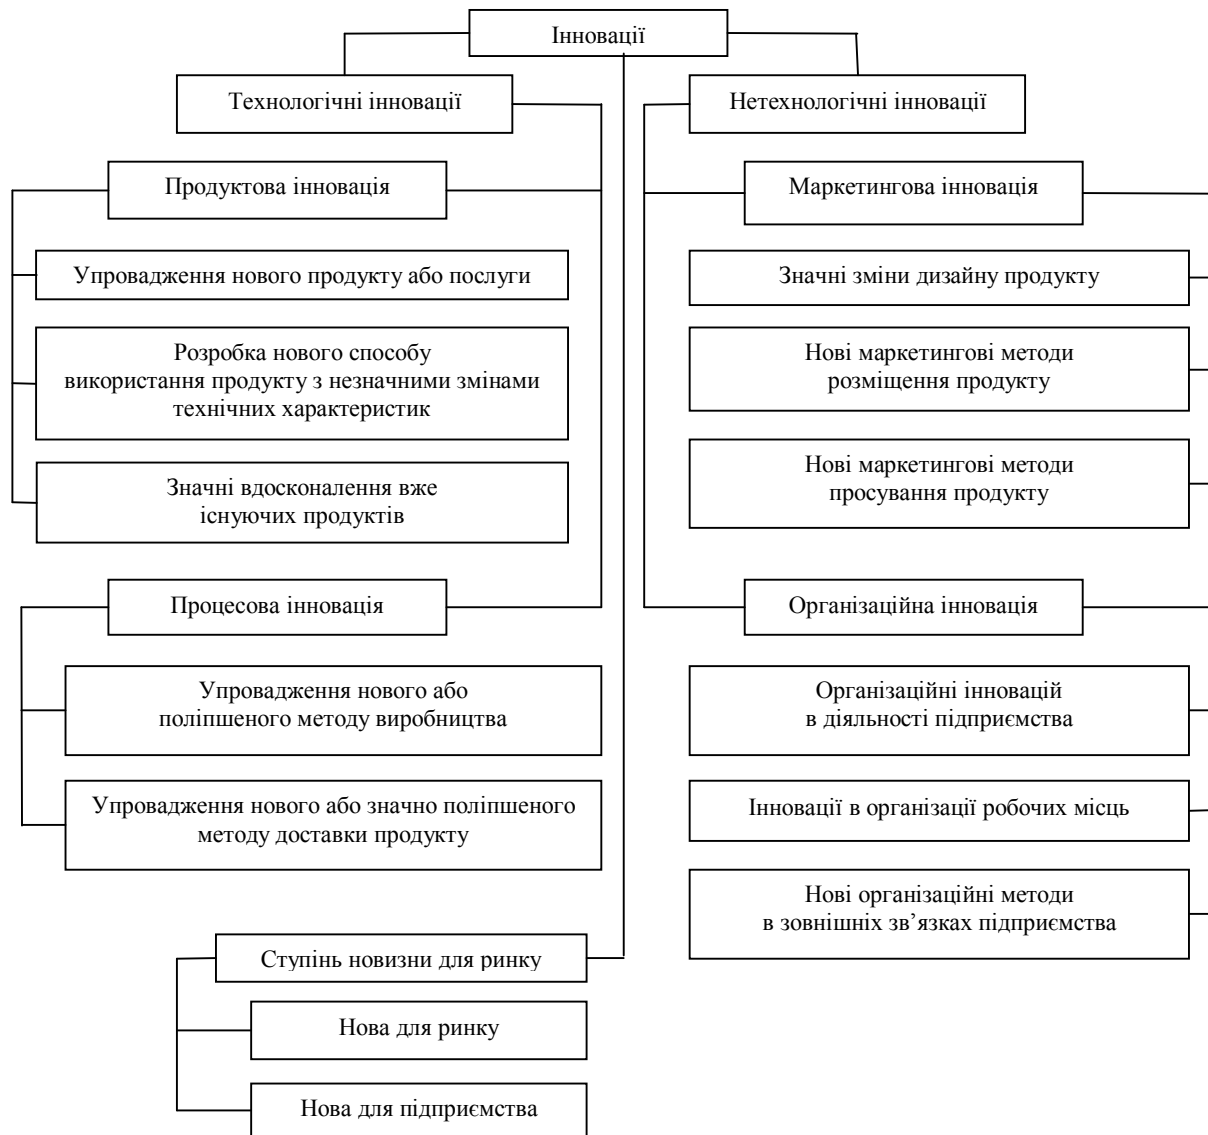 Інновації
Технологічні інновації
Нетехнологічні інновації
Продуктова інновація
Маркетингова інновація
Упровадження нового продукту або послуги
Значні зміни дизайну продукту
Розробка нового способу
використання продукту з незначними змінами
технічних характеристик
Нові маркетингові методи
розміщення продукту
Значні вдосконалення вже
існуючих продуктів
Нові маркетингові методи
просування продукту
Процесова інновація
Організаційна інновація
Упровадження нового або
поліпшеного методу виробництва
Організаційні інновацій
в діяльності підприємства
Упровадження нового або значно поліпшеного
методу доставки продукту
Інновації в організації робочих місць
Нові організаційні методи
в зовнішніх зв’язках підприємства
Ступінь новизни для ринку
Нова для ринку
Нова для підприємства